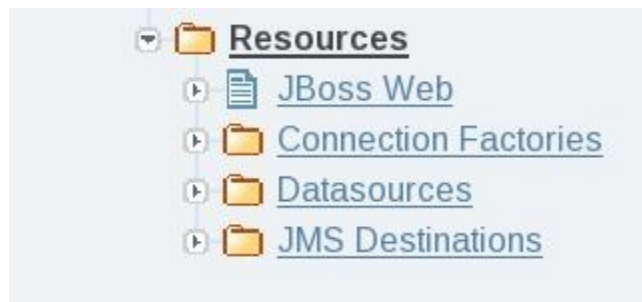 Resources
JBoss Web
Connection Factories
Datasources
JMS Destinations